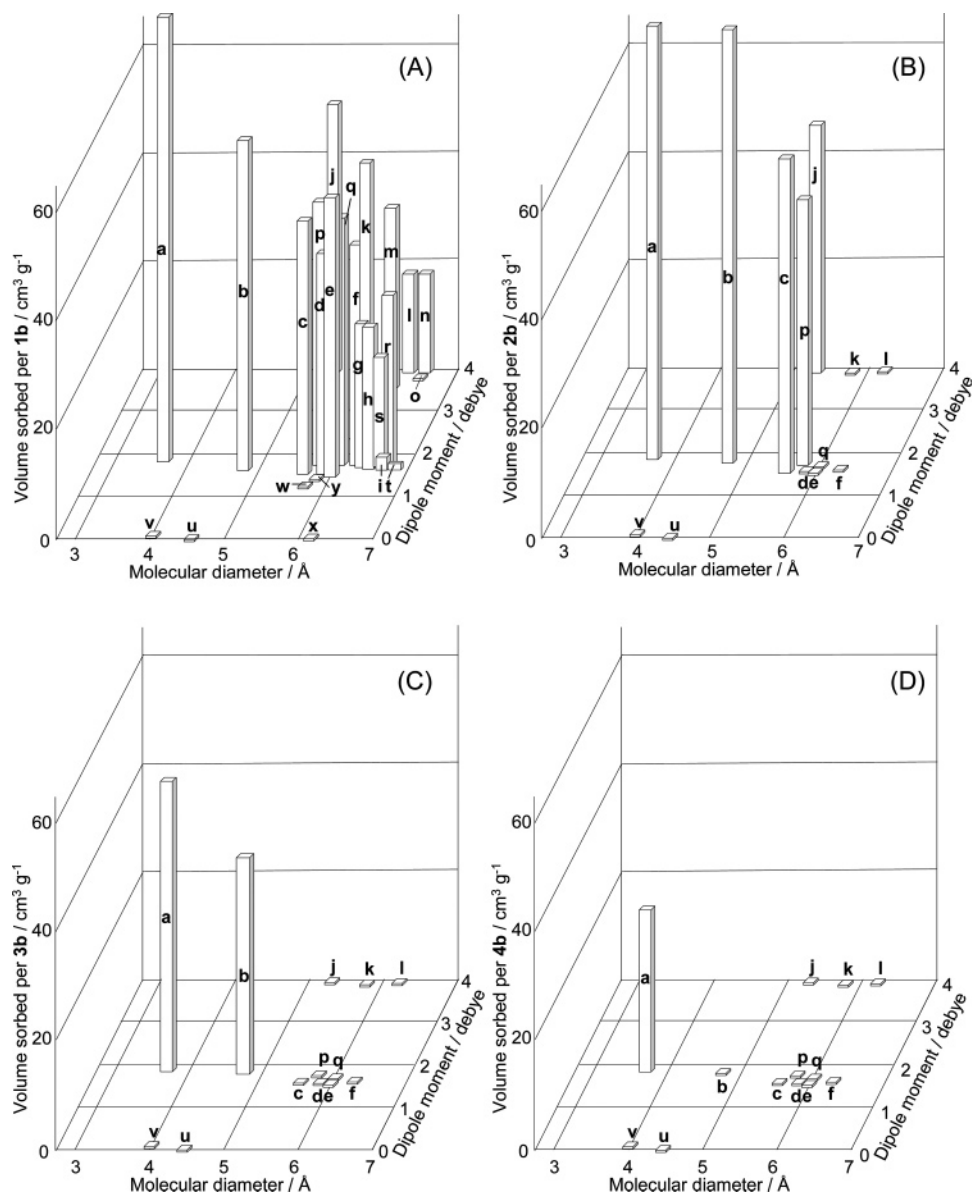 (A)
j
q
p
k
a
m
e
b
d
f
c
l
n
r
g
h
s
o
w
y
i t
v
u
x
60
40
20
0
Volume sorbed per 1b / cm³ g⁻¹
3
4
5
6
7
Molecular diameter / Å
0
1
2
3
4
Dipole moment / debye
(B)
j
a
b
c
p
k
l
q
de
f
v
u
60
40
20
0
Volume sorbed per 2b / cm³ g⁻¹
3
4
5
6
7
Molecular diameter / Å
0
1
2
3
4
Dipole moment / debye
(C)
a
b
j
k
l
p
q
c
de
f
v
u
60
40
20
0
Volume sorbed per 3b / cm³ g⁻¹
3
4
5
6
7
Molecular diameter / Å
0
1
2
3
4
Dipole moment / debye
(D)
a
j
k
l
p
q
b
c
de
f
v
u
60
40
20
0
Volume sorbed per 4b / cm³ g⁻¹
3
4
5
6
7
Molecular diameter / Å
0
1
2
3
4
Dipole moment / debye